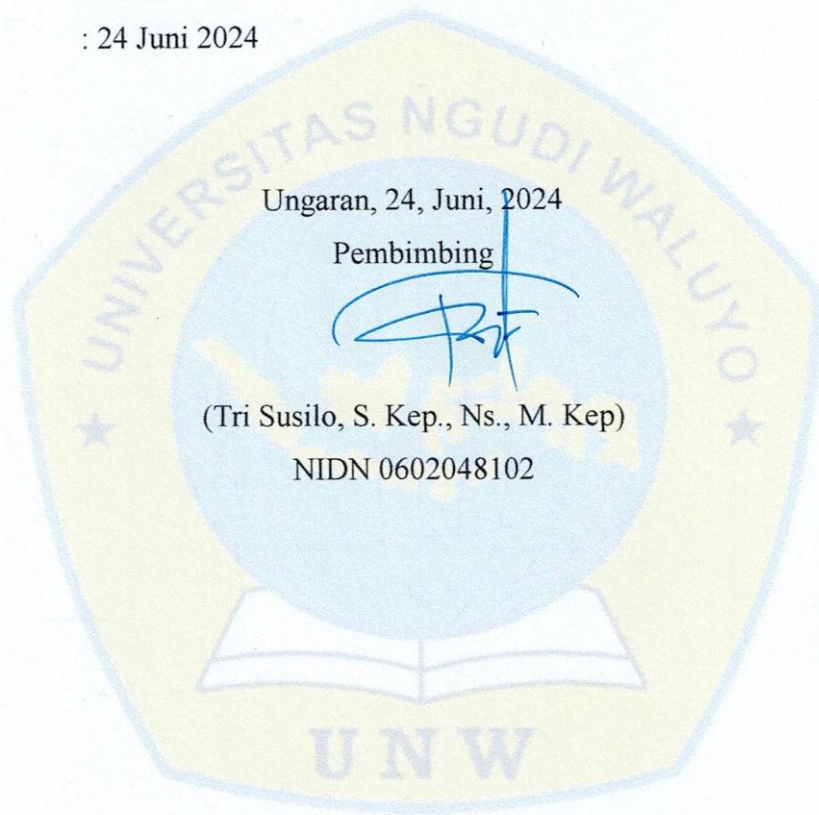 : 24 Juni 2024
UNIVERSITAS NGUDI WALUYO
Ungaran, 24, Juni, 2024
Pembimbing
(Tri Susilo, S. Kep., Ns., M. Kep)
NIDN 0602048102
UNW